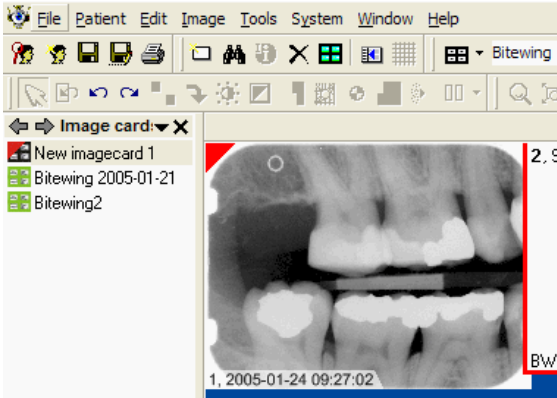 File Patient Edit Image Tools System Window Help
Bitewing
Image card:
New imagecard 1
Bitewing 2005-01-21
Bitewing2
2, S
BW
1, 2005-01-24 09:27:02